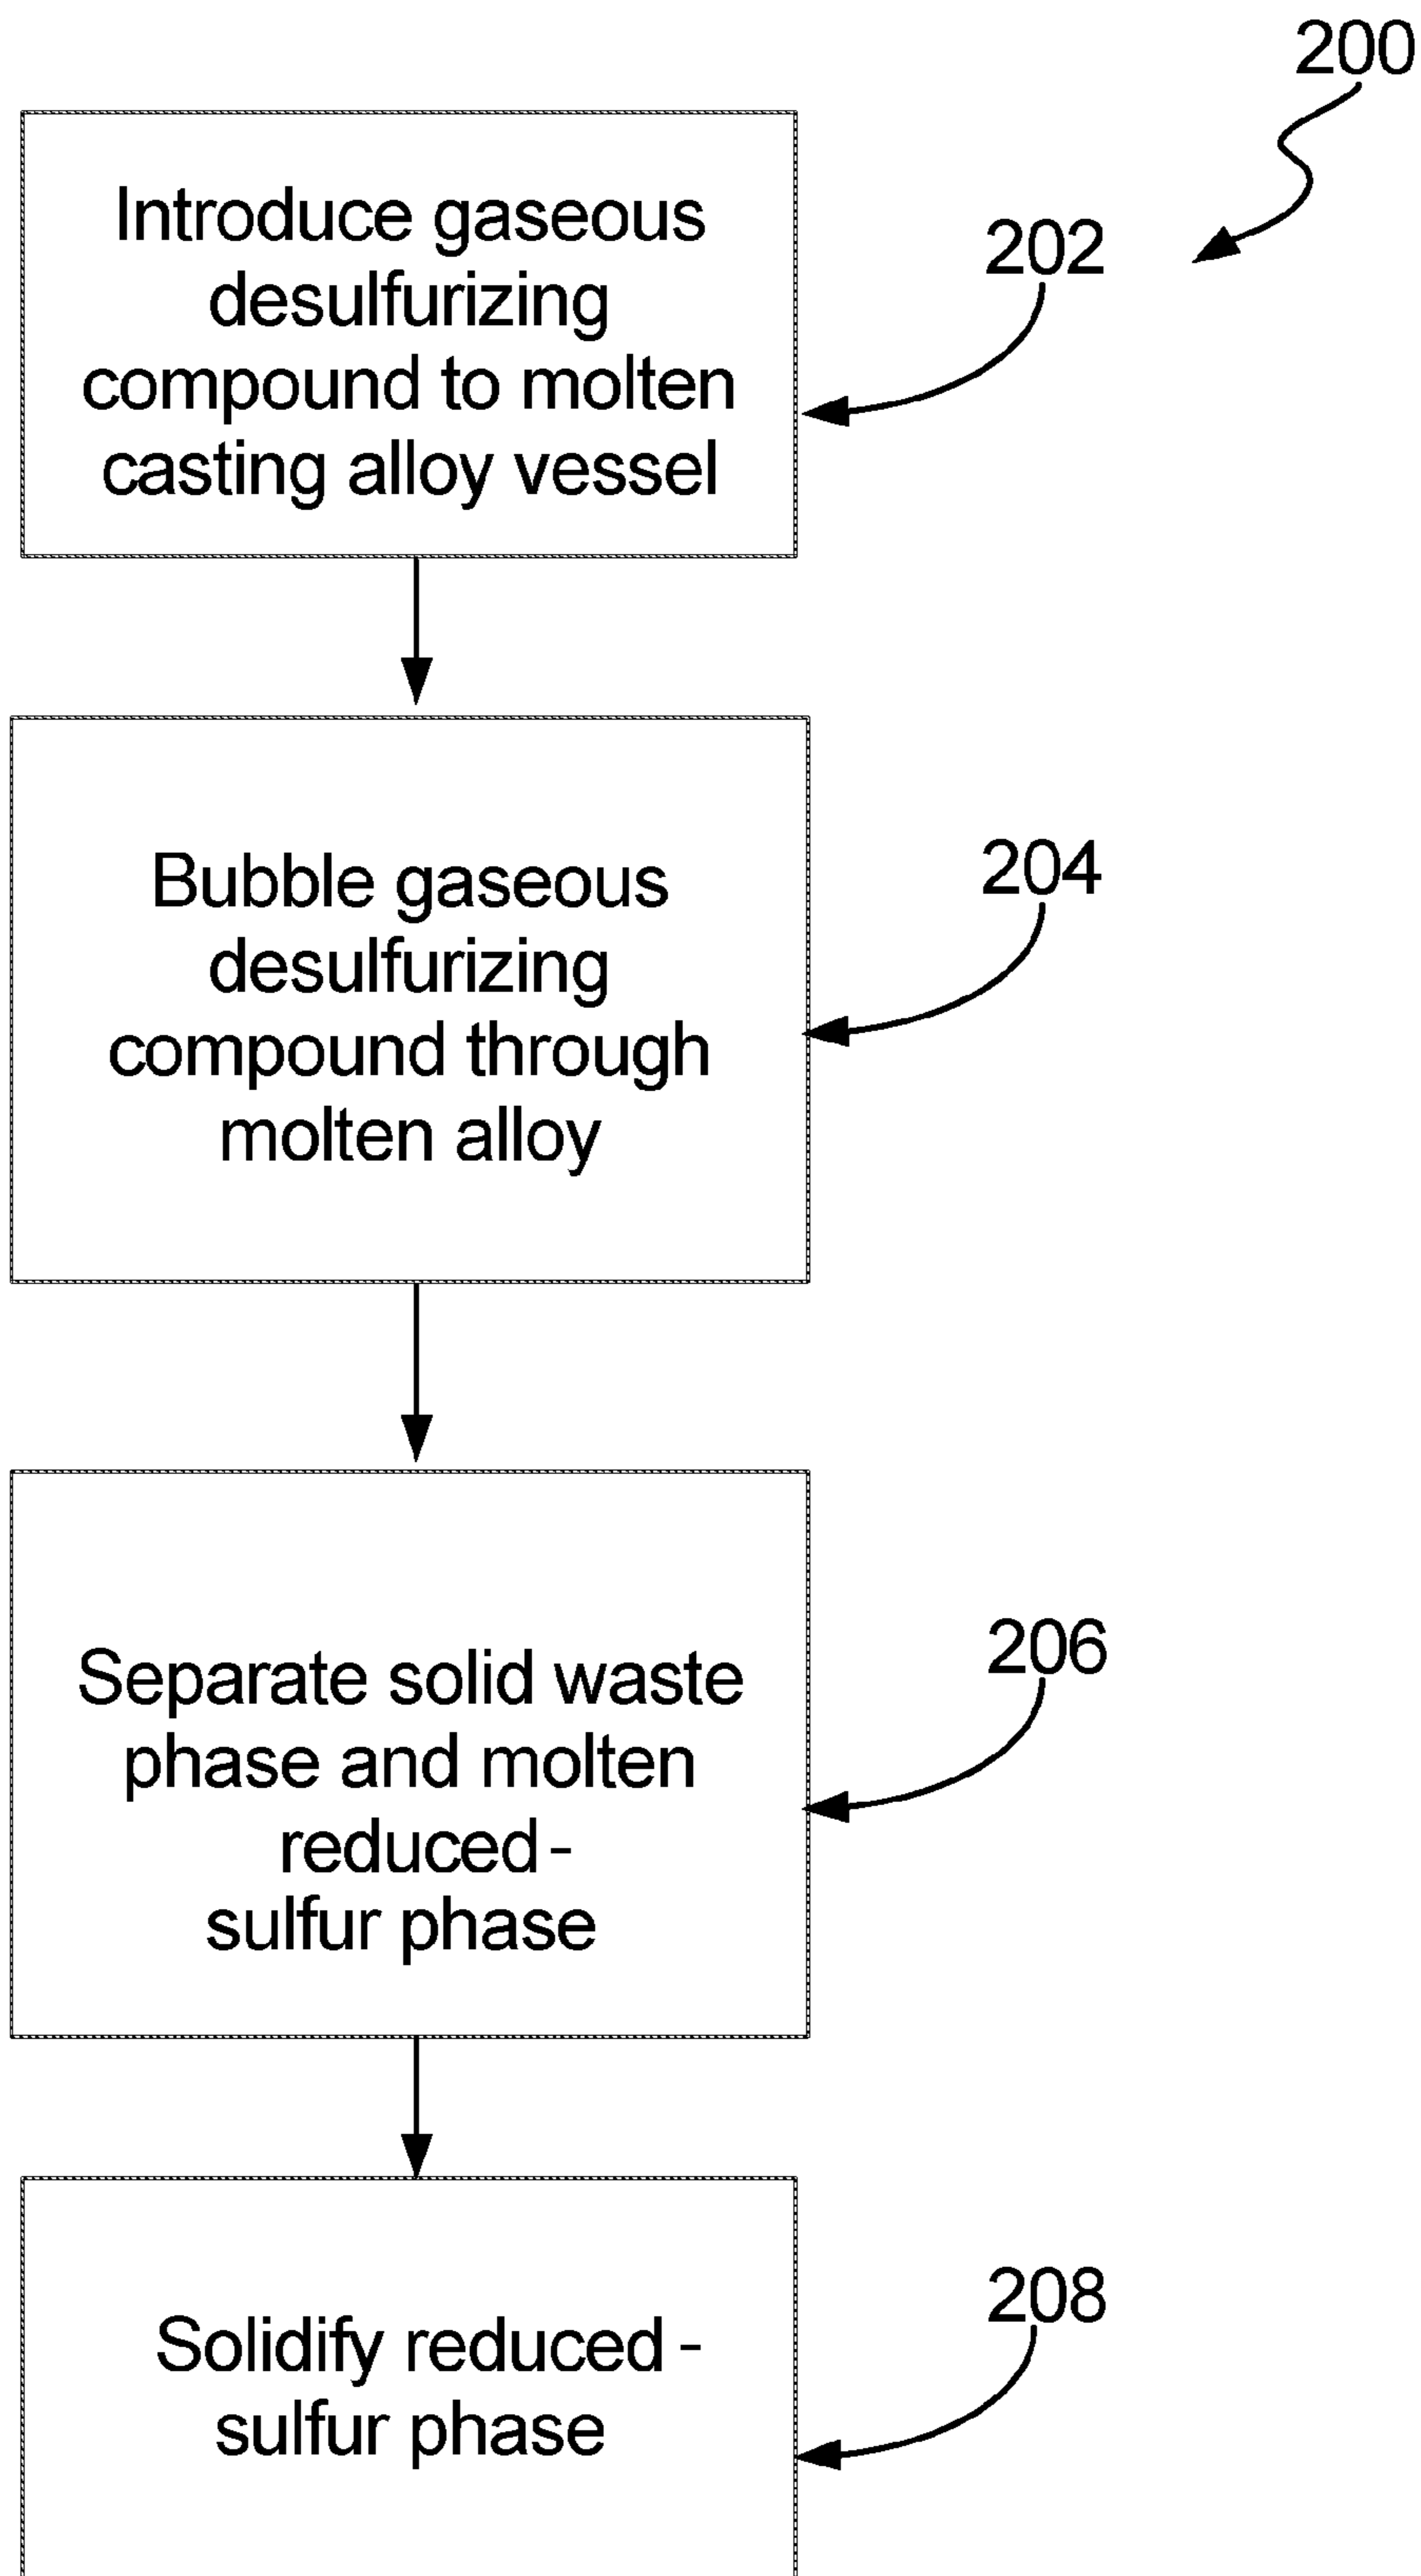 200
Introduce gaseous
desulfurizing
compound to molten
casting alloy vessel
202
Bubble gaseous
desulfurizing
compound through
molten alloy
204
Separate solid waste
phase and molten
reduced-
sulfur phase
206
Solidify reduced-
sulfur phase
208